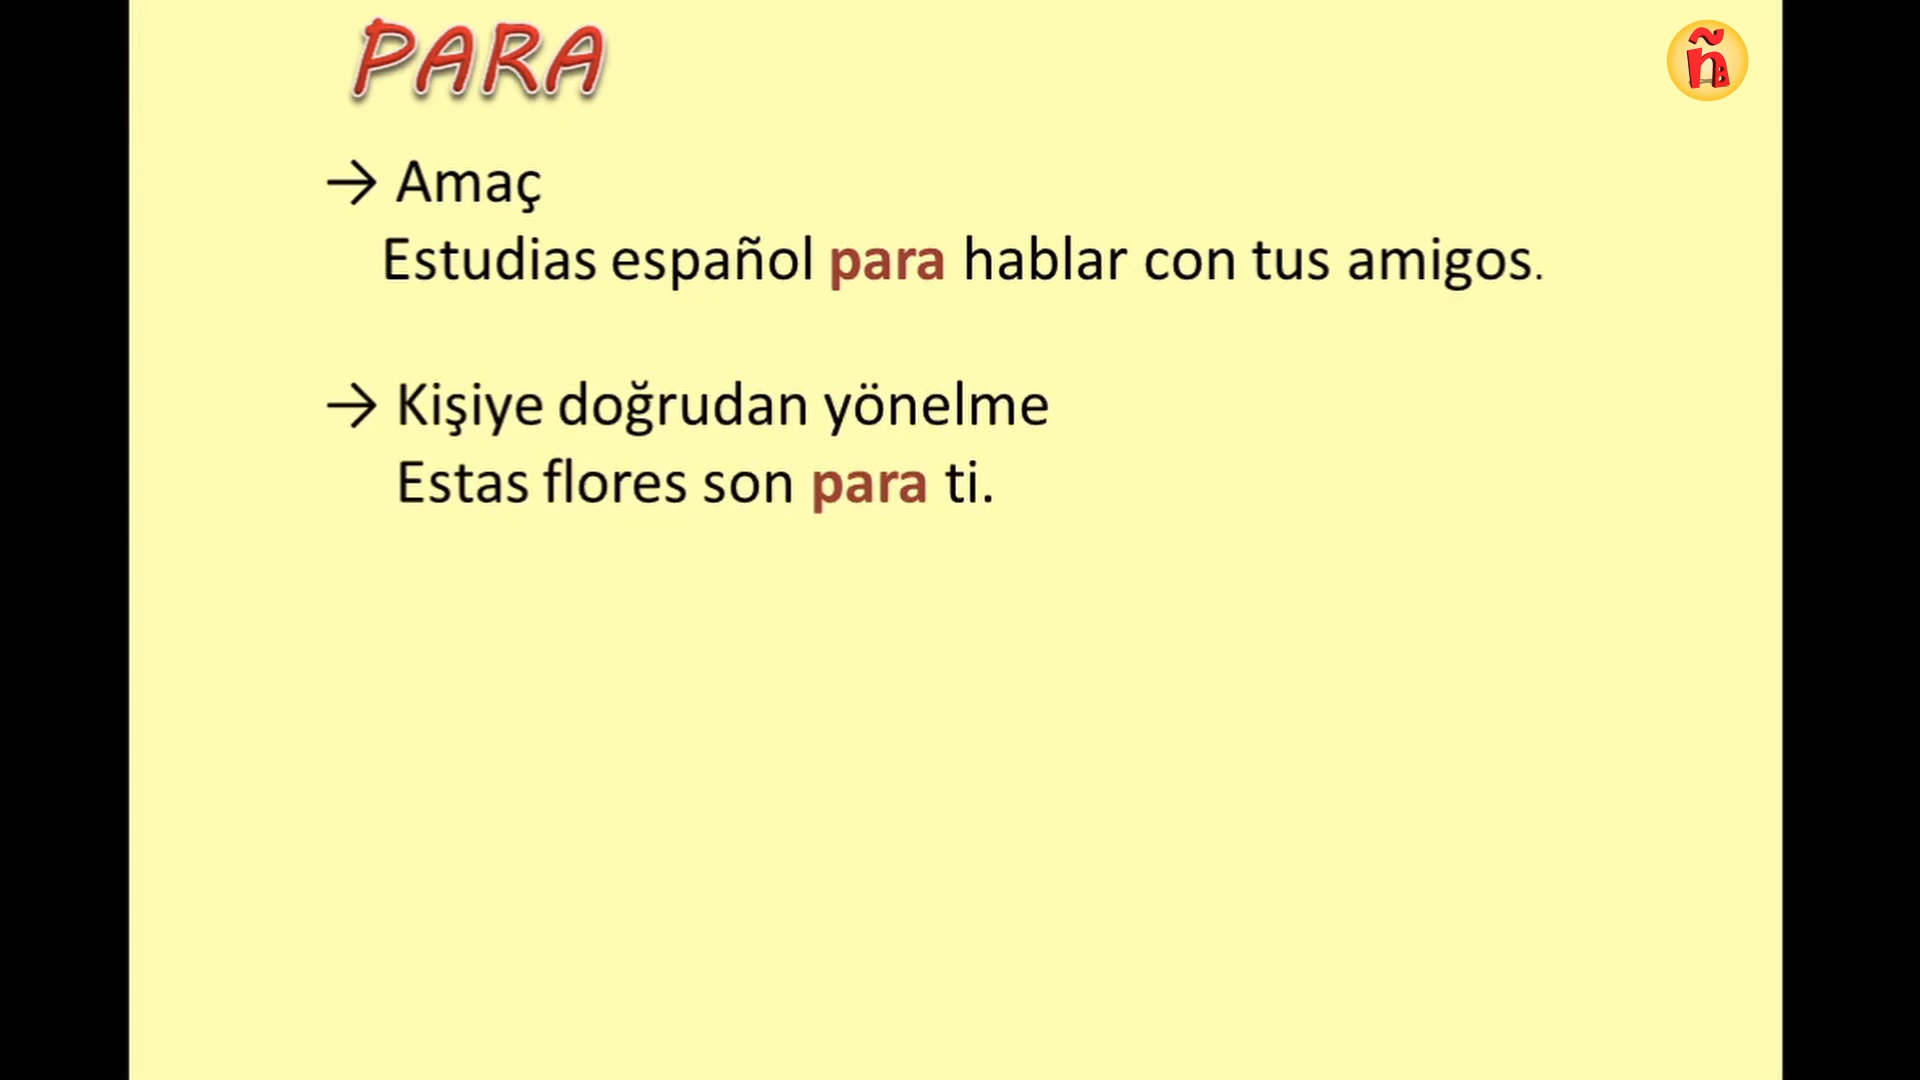 PARA
ñ
→ Amaç
Estudias español para hablar con tus amigos.
→ Kişiye doğrudan yönelme
Estas flores son para ti.